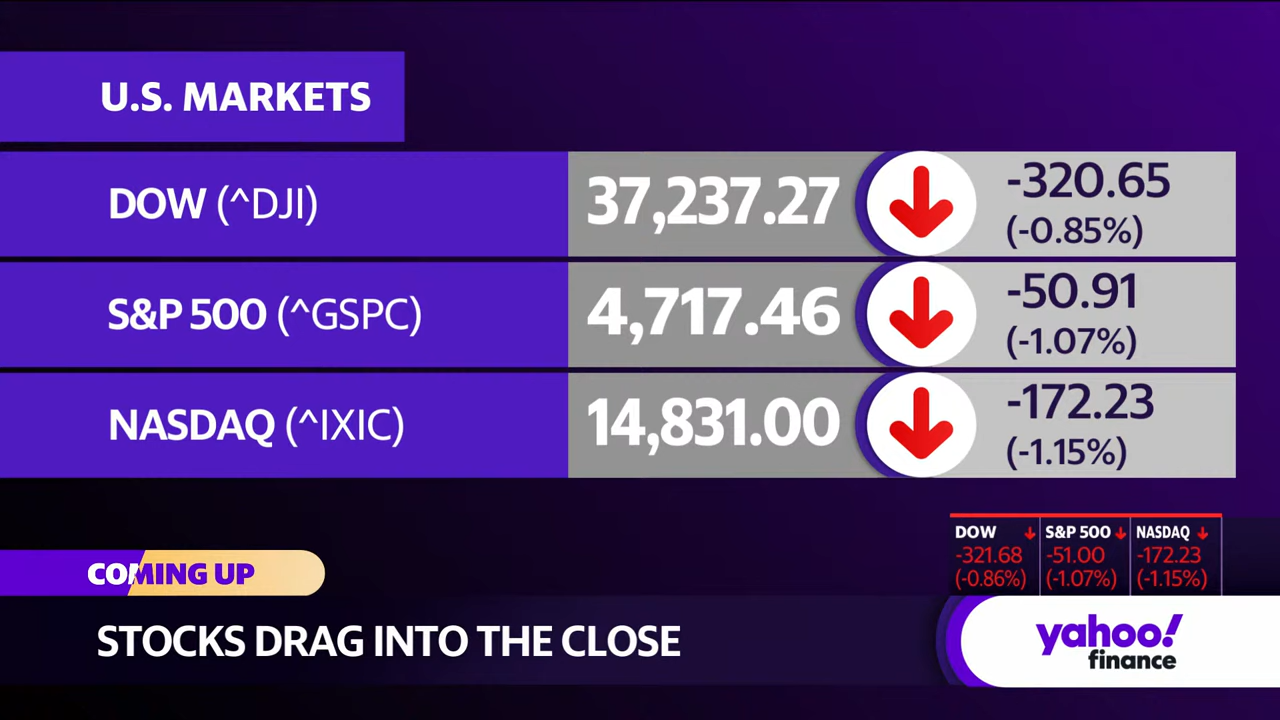 U.S. MARKETS
DOW (^DJI) 37,237.27 -320.65
(-0.85%)
S&P 500 (^GSPC) 4,717.46 -50.91
(-1.07%)
NASDAQ (^IXIC) 14,831.00 -172.23
(-1.15%)
DOW S&P 500 NASDAQ
-321.68 -51.00 -172.23
(-0.86%) (-1.07%) (-1.15%)
COMING UP
STOCKS DRAG INTO THE CLOSE
yahoo!
finance